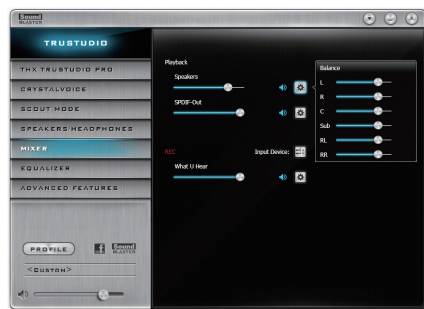 Sound
BLASTER
TRUSTUDIO
THX TRUSTUDIO PRO
CRYSTALVOICE
SCOUT MODE
SPEAKERS/HEADPHONES
MIXER
EQUALIZER
ADVANCED FEATURES
PROFILE
f
Sound
BLASTER
<CUSTOM>
Playback
Speakers
SPDIF-Out
REC
Input Device:
What U Hear
Balance
L
R
C
Sub
RL
RR